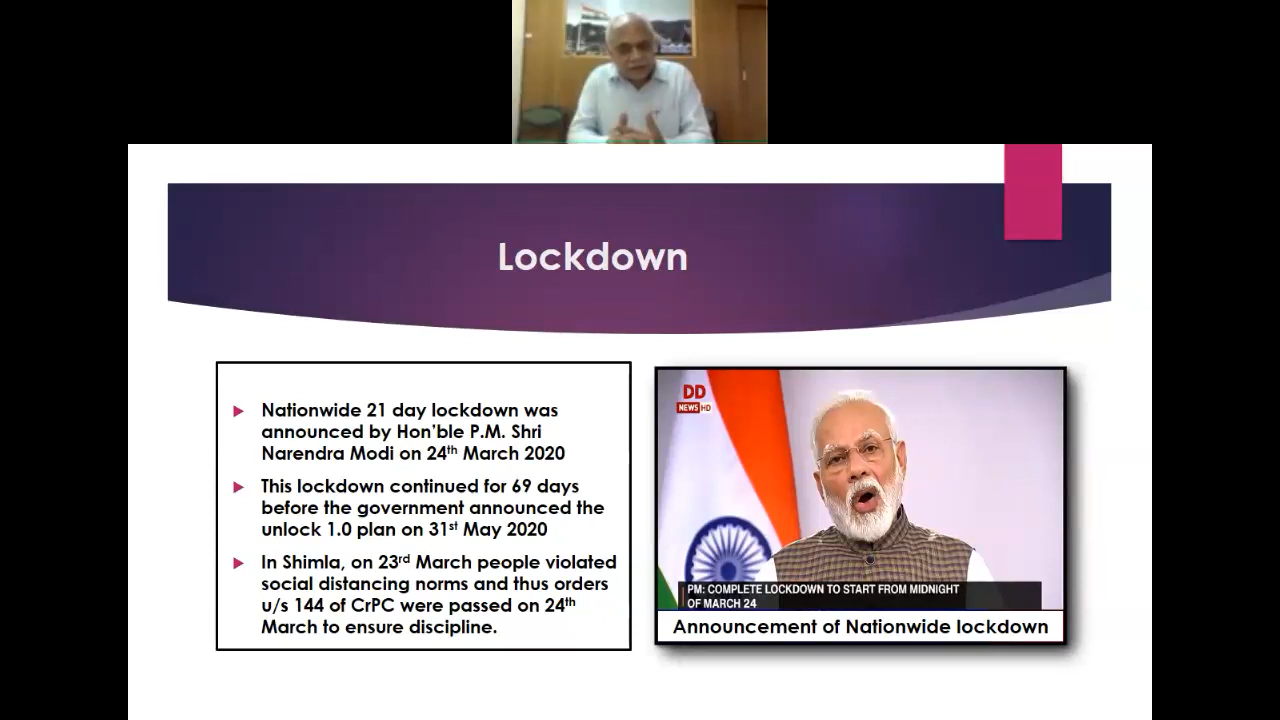 Lockdown
Nationwide 21 day lockdown was
announced by Hon'ble P.M. Shri
Narendra Modi on 24th March 2020
This lockdown continued for 69 days
before the government announced the
unlock 1.0 plan on 31st May 2020
In Shimla, on 23rd March people violated
social distancing norms and thus orders
u/s 144 of CrPC were passed on 24th
March to ensure discipline.
DD
NEWS HD
PM: COMPLETE LOCKDOWN TO START FROM MIDNIGHT
OF MARCH 24
Announcement of Nationwide lockdown